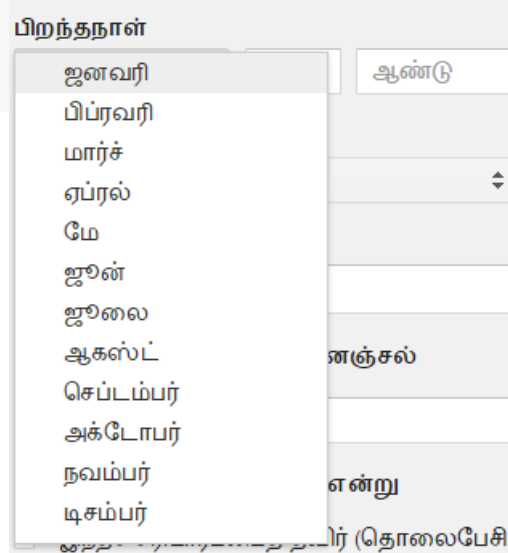 பிறந்தநாள்
ஜனவரி
ஆண்டு
பிப்ரவரி
மார்ச்
ஏப்ரல்
மே
ஜூன்
ஜூலை
ஆகஸ்ட்
னஞ்சல்
செப்டம்பர்
அக்டோபர்
நவம்பர்
என்று
டிசம்பர்
(தொலைபேசி